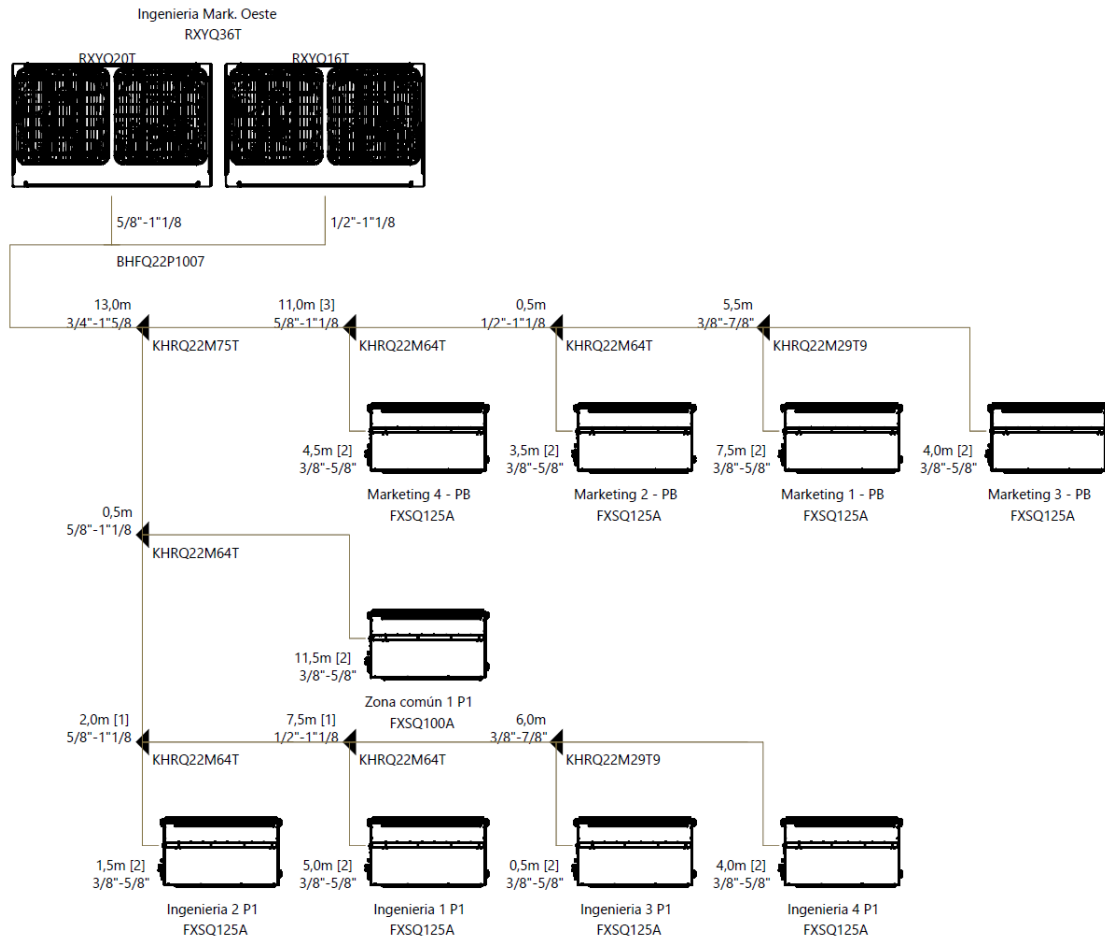 Ingenieria Mark. Oeste
RXYQ36T
RXYQ20T
RXYQ16T
5/8"-1"1/8
1/2"-1"1/8
BHFQ22P1007
13,0m
3/4"-1"5/8
KHRQ22M75T
11,0m [3]
5/8"-1"1/8
KHRQ22M64T
0,5m
1/2"-1"1/8
KHRQ22M64T
5,5m
3/8"-7/8"
KHRQ22M29T9
4,5m [2]
3/8"-5/8"
Marketing 4 - PB
FXSQ125A
3,5m [2]
3/8"-5/8"
Marketing 2 - PB
FXSQ125A
7,5m [2]
3/8"-5/8"
Marketing 1 - PB
FXSQ125A
4,0m [2]
3/8"-5/8"
Marketing 3 - PB
FXSQ125A
0,5m
5/8"-1"1/8
KHRQ22M64T
11,5m [2]
3/8"-5/8"
Zona común 1 P1
FXSQ100A
2,0m [1]
5/8"-1"1/8
KHRQ22M64T
7,5m [1]
1/2"-1"1/8
KHRQ22M64T
6,0m
3/8"-7/8"
KHRQ22M29T9
1,5m [2]
3/8"-5/8"
Ingenieria 2 P1
FXSQ125A
5,0m [2]
3/8"-5/8"
Ingenieria 1 P1
FXSQ125A
0,5m [2]
3/8"-5/8"
Ingenieria 3 P1
FXSQ125A
4,0m [2]
3/8"-5/8"
Ingenieria 4 P1
FXSQ125A